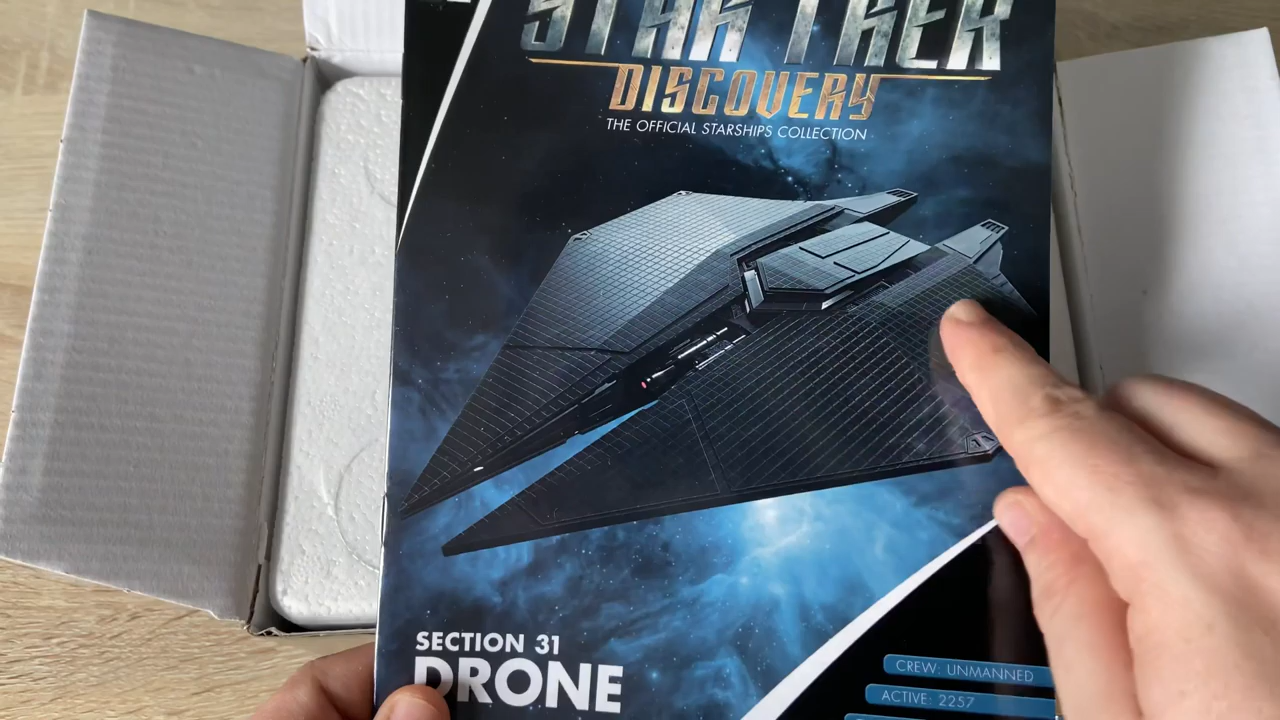 STAR TREK
DISCOVERY
THE OFFICIAL STARSHIPS COLLECTION
SECTION 31
DRONE
CREW: UNMANNED
ACTIVE: 2257